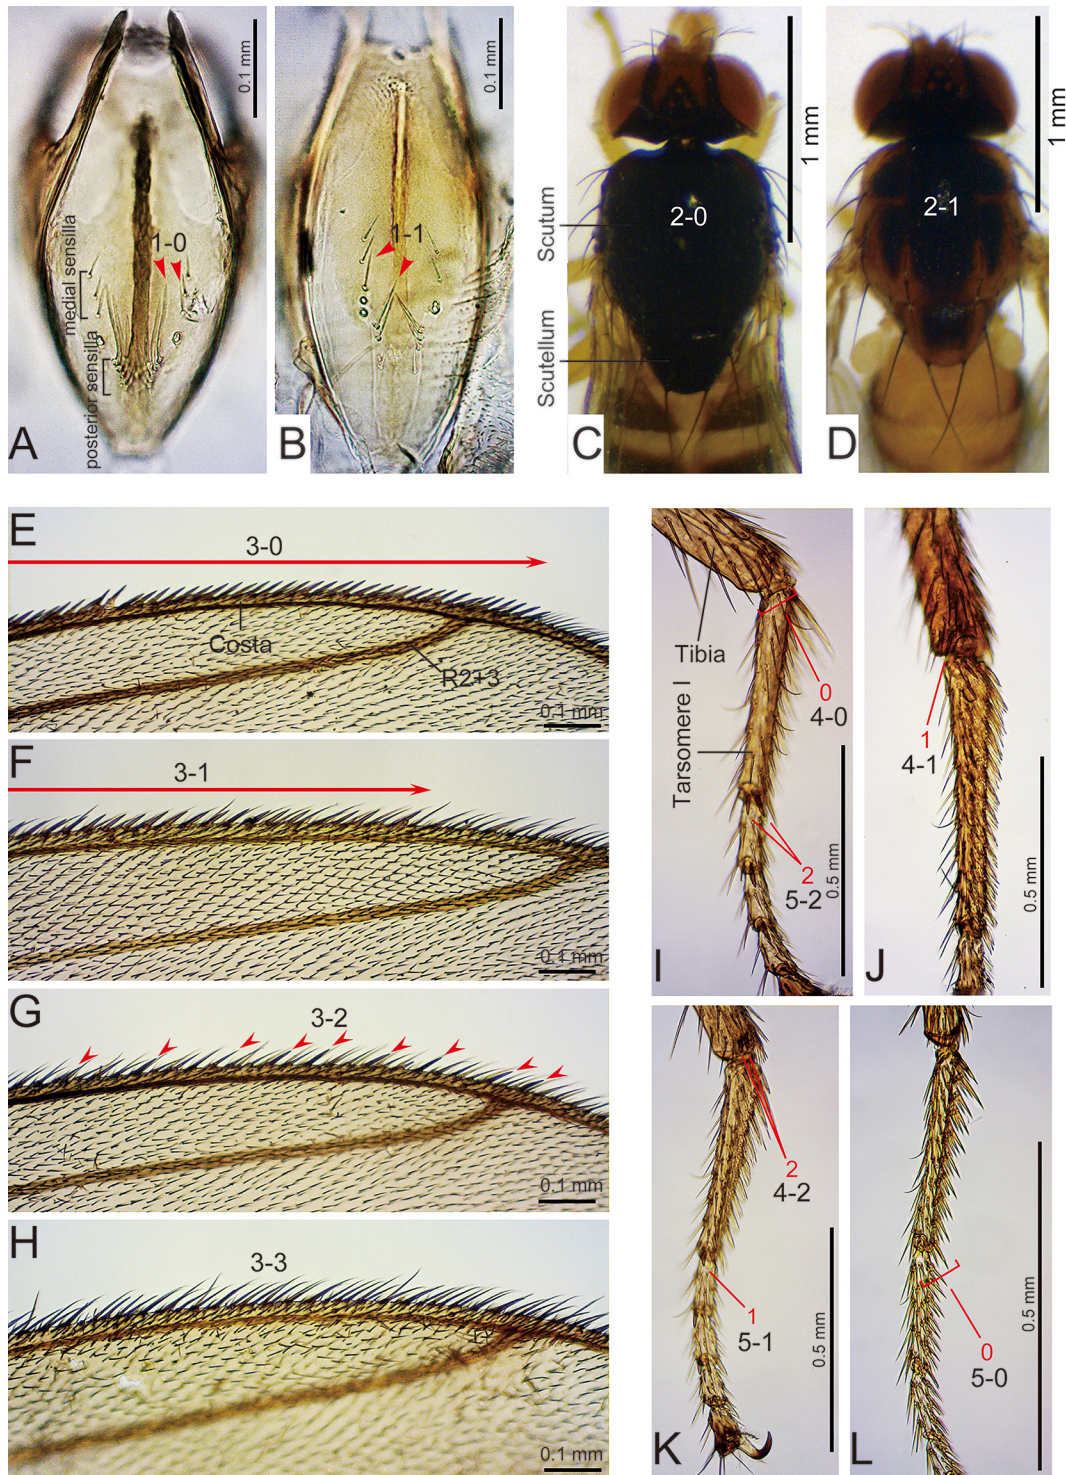 A
1-0
medial sensilla
posterior sensilla
0.1 mm
B
1-1
0.1 mm
C
2-0
Scutum
Scutellum
1 mm
D
2-1
1 mm
E
3-0
Costa
R2+3
0.1 mm
F
3-1
0.1 mm
G
3-2
0.1 mm
H
3-3
0.1 mm
I
Tibia
Tarsomere I
0
4-0
2
5-2
0.5 mm
J
1
4-1
0.5 mm
K
2
4-2
1
5-1
0.5 mm
L
0
5-0
0.5 mm